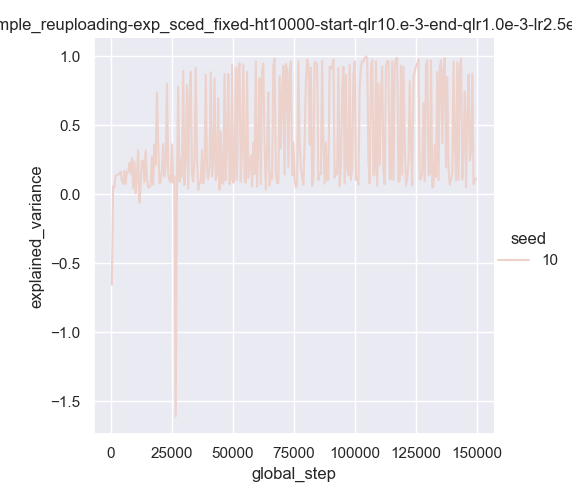 mple_reuploading-exp_sced_fixed-ht10000-start-qlr10.e-3-end-qlr1.0e-3-lr2.5e
1.0
0.5
0.0
−0.5
−1.0
−1.5
explained_variance
0 25000 50000 75000 100000 125000 150000
global_step
seed
10